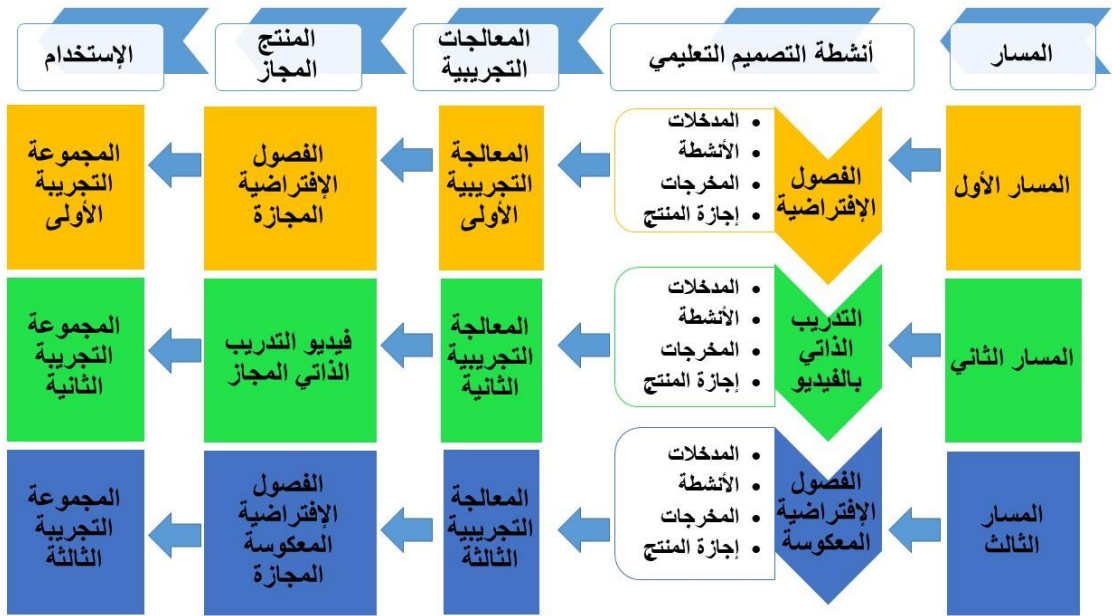 المسار
أنشطة التصميم التعليمي
المعالجات
التجريبية
المنتج
المجاز
الإستخدام
المسار الأول
الفصول
الإفتراضية
• المدخلات
• الأنشطة
• المخرجات
• إجازة المنتج
المعالجة
التجريبية
الأولى
الفصول
الإفتراضية
المجازة
المجموعة
التجريبة
الأولى
المسار الثاني
التدريب
الذاتي
بالفيديو
• المدخلات
• الأنشطة
• المخرجات
• إجازة المنتج
المعالجة
التجريبية
الثانية
فيديو التدريب
الذاتي المجاز
المجموعة
التجريبة
الثانية
المسار
الثالث
الفصول
الإفتراضية
المعكوسة
• المدخلات
• الأنشطة
• المخرجات
• إجازة المنتج
المعالجة
التجريبية
الثالثة
الفصول
الإفتراضية
المعكوسة
المجازة
المجموعة
التجريبة
الثالثة